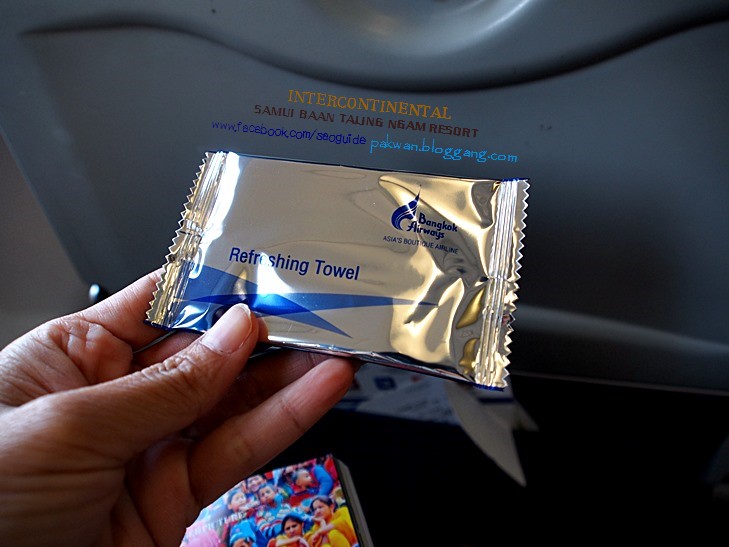 INTERCONTINENTAL
SAMUI BAAN TALING NGAM RESORT
www.facebook.com/seoguide pakwan.bloggang.com
Bangkok
Airways
ASIA'S BOUTIQUE AIRLINE
Refreshing Towel